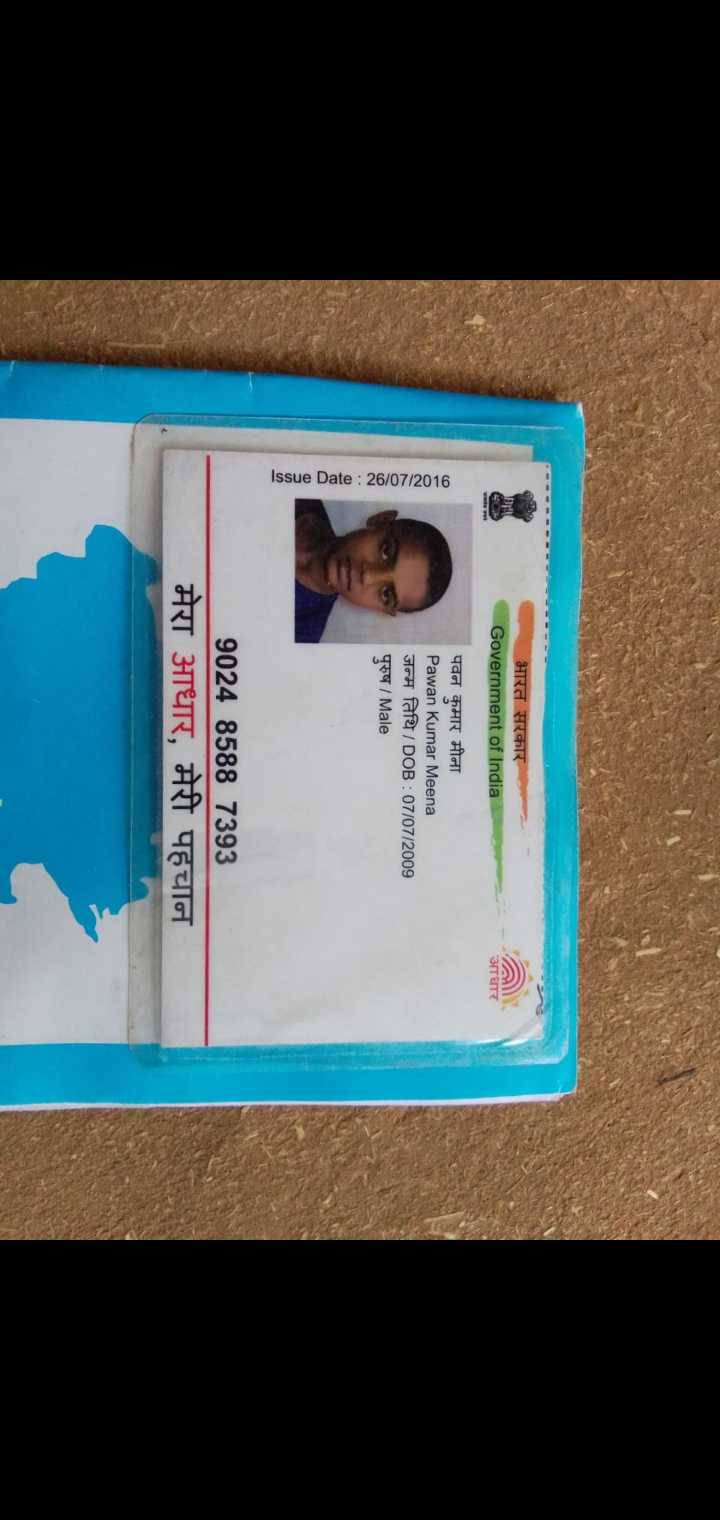 भारत सरकार
Government of India
आधार
Issue Date : 26/07/2016
पवन कुमार मीना
Pawan Kumar Meena
जन्म तिथि / DOB : 07/07/2009
पुरुष / Male
9024 8588 7393
मेरा आधार, मेरी पहचान